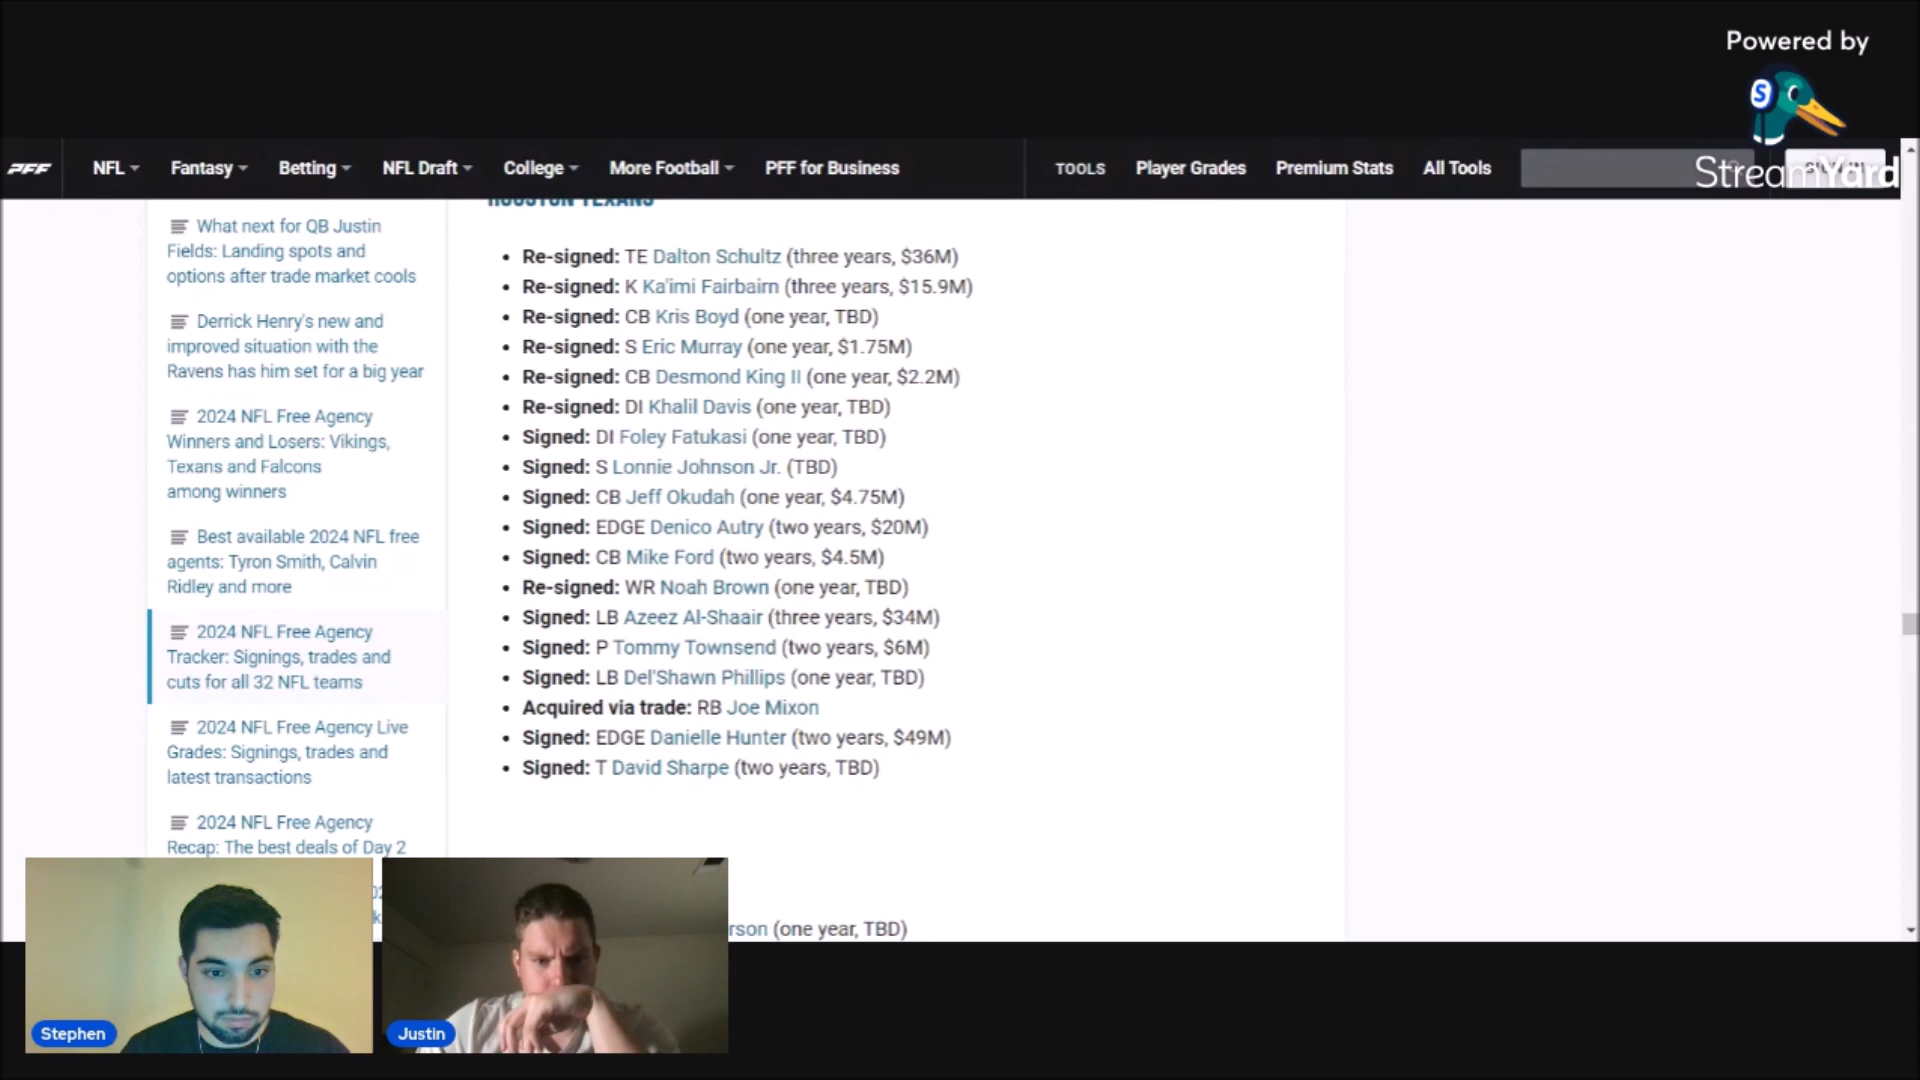 Powered by
StreamYard
PFF
NFL
Fantasy
Betting
NFL Draft
College
More Football
PFF for Business
TOOLS
Player Grades
Premium Stats
All Tools
What next for QB Justin
Fields: Landing spots and
options after trade market cools
Derrick Henry's new and
improved situation with the
Ravens has him set for a big year
2024 NFL Free Agency
Winners and Losers: Vikings,
Texans and Falcons
among winners
Best available 2024 NFL free
agents: Tyron Smith, Calvin
Ridley and more
2024 NFL Free Agency
Tracker: Signings, trades and
cuts for all 32 NFL teams
2024 NFL Free Agency Live
Grades: Signings, trades and
latest transactions
2024 NFL Free Agency
Recap: The best deals of Day 2
HOUSTON TEXANS
• Re-signed: TE Dalton Schultz (three years, $36M)
• Re-signed: K Ka'imi Fairbairn (three years, $15.9M)
• Re-signed: CB Kris Boyd (one year, TBD)
• Re-signed: S Eric Murray (one year, $1.75M)
• Re-signed: CB Desmond King II (one year, $2.2M)
• Re-signed: DI Khalil Davis (one year, TBD)
• Signed: DI Foley Fatukasi (one year, TBD)
• Signed: S Lonnie Johnson Jr. (TBD)
• Signed: CB Jeff Okudah (one year, $4.75M)
• Signed: EDGE Denico Autry (two years, $20M)
• Signed: CB Mike Ford (two years, $4.5M)
• Re-signed: WR Noah Brown (one year, TBD)
• Signed: LB Azeez Al-Shaair (three years, $34M)
• Signed: P Tommy Townsend (two years, $6M)
• Signed: LB Del'Shawn Phillips (one year, TBD)
• Acquired via trade: RB Joe Mixon
• Signed: EDGE Danielle Hunter (two years, $49M)
• Signed: T David Sharpe (two years, TBD)
rson (one year, TBD)
Stephen
Justin